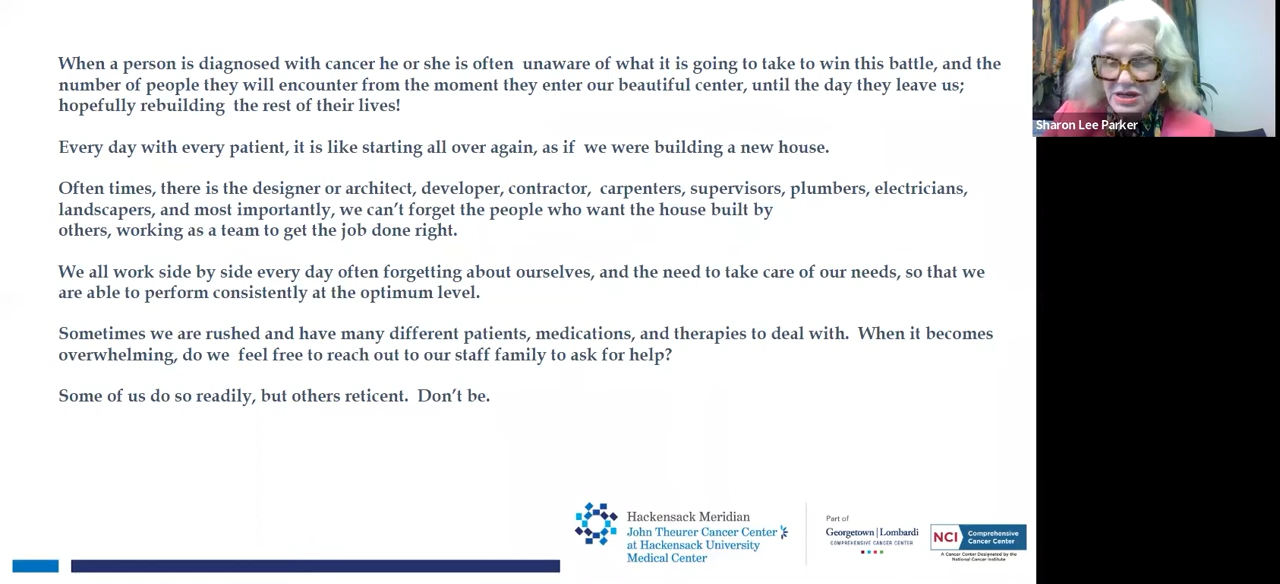 When a person is diagnosed with cancer he or she is often  unaware of what it is going to take to win this battle, and the
number of people they will encounter from the moment they enter our beautiful center, until the day they leave us;
hopefully rebuilding  the rest of their lives!
Every day with every patient, it is like starting all over again, as if  we were building a new house.
Often times, there is the designer or architect, developer, contractor,  carpenters, supervisors, plumbers, electricians,
landscapers, and most importantly, we can't forget the people who want the house built by
others, working as a team to get the job done right.
We all work side by side every day often forgetting about ourselves, and the need to take care of our needs, so that we
are able to perform consistently at the optimum level.
Sometimes we are rushed and have many different patients, medications, and therapies to deal with.  When it becomes
overwhelming, do we  feel free to reach out to our staff family to ask for help?
Some of us do so readily, but others reticent.  Don't be.
Sharon Lee Parker
Hackensack Meridian
John Theurer Cancer Center
at Hackensack University
Medical Center
Part of
Georgetown | Lombardi
COMPREHENSIVE CANCER CENTER
NCI
Comprehensive
Cancer Center
A Cancer Center Designated by the
National Cancer Institute